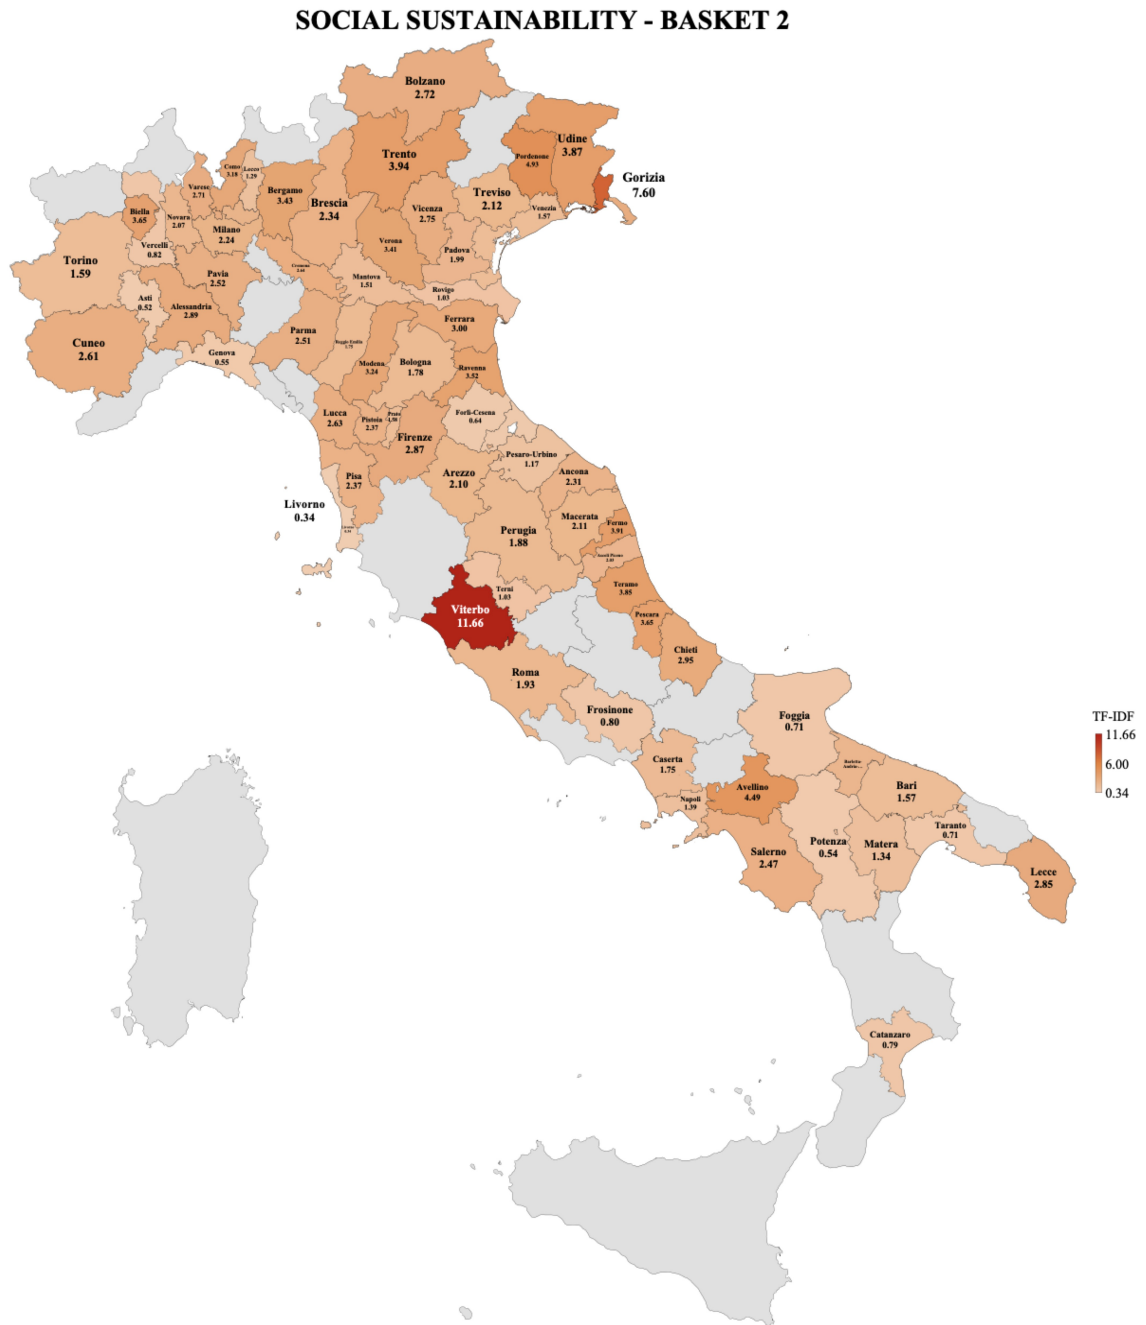 SOCIAL SUSTAINABILITY - BASKET 2
Bolzano
2.72
Trento
3.94
Udine
3.87
Pordenone
4.93
Gorizia
7.60
Como
3.18
Lecco
1.29
Varese
2.71
Bergamo
3.43
Brescia
2.34
Vicenza
2.75
Treviso
2.12
Venezia
1.57
Biella
3.65
Novara
2.07
Milano
2.24
Verona
3.41
Padova
1.99
Vercelli
0.82
Torino
1.59
Pavia
2.52
Cremona
Mantova
1.51
Rovigo
1.03
Asti
0.52
Alessandria
2.89
Cuneo
2.61
Genova
0.55
Parma
2.51
Reggio Emilia
Modena
3.24
Bologna
1.78
Ferrara
3.00
Ravenna
3.52
Forlì-Cesena
0.64
Lucca
2.63
Pistoia
2.37
Prato
Firenze
2.87
Pesaro-Urbino
1.17
Pisa
2.37
Arezzo
2.10
Ancona
2.31
Livorno
0.34
Macerata
2.11
Fermo
3.91
Perugia
1.88
Ascoli Piceno
Teramo
3.85
Terni
1.03
Viterbo
11.66
Pescara
3.65
Chieti
2.95
Roma
1.93
Frosinone
0.80
Foggia
0.71
TF-IDF
11.66
6.00
0.34
Caserta
1.75
Barletta-
Andria-...
Bari
1.57
Avellino
4.49
Napoli
1.39
Taranto
0.71
Potenza
0.54
Matera
1.34
Salerno
2.47
Lecce
2.85
Catanzaro
0.79